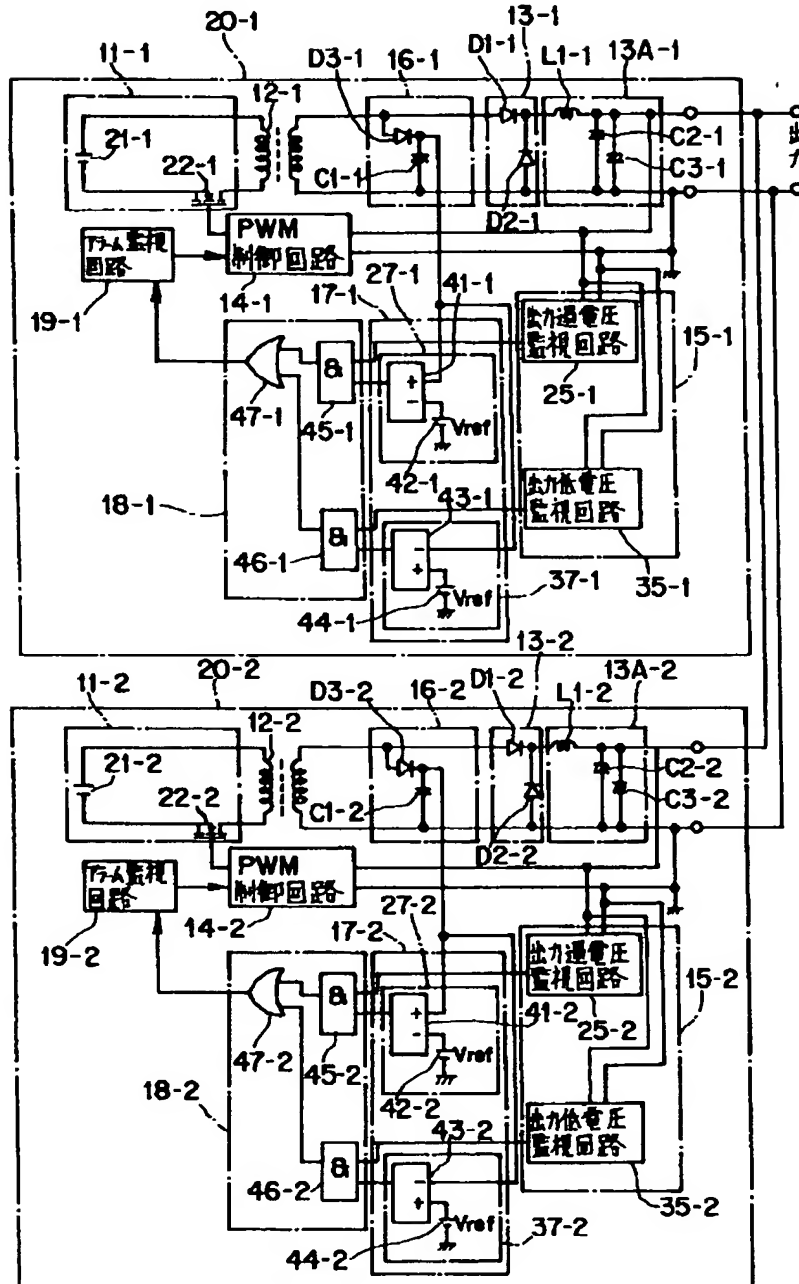 20-1
13-1
11-1
D3-1
16-1
D1-1
L1-1
13A-1
12-1
21-1
22-1
C1-1
D2-1
C2-1
C3-1
出力
アラーム監視
回路
19-1
PWM
制御回路
14-1
17-1
27-1
41-1
出力過電圧
監視回路
25-1
15-1
47-1
&
45-1
+
−
Vref
42-1
18-1
43-1
出力低電圧
監視回路
35-1
&
46-1
−
+
Vref
44-1
37-1
20-2
13-2
11-2
D3-2
16-2
D1-2
L1-2
13A-2
12-2
21-2
22-2
C1-2
D2-2
C2-2
C3-2
アラーム監視
回路
19-2
PWM
制御回路
14-2
17-2
27-2
41-2
出力過電圧
監視回路
25-2
15-2
47-2
&
45-2
+
−
Vref
42-2
18-2
43-2
出力低電圧
監視回路
35-2
&
46-2
−
+
Vref
44-2
37-2